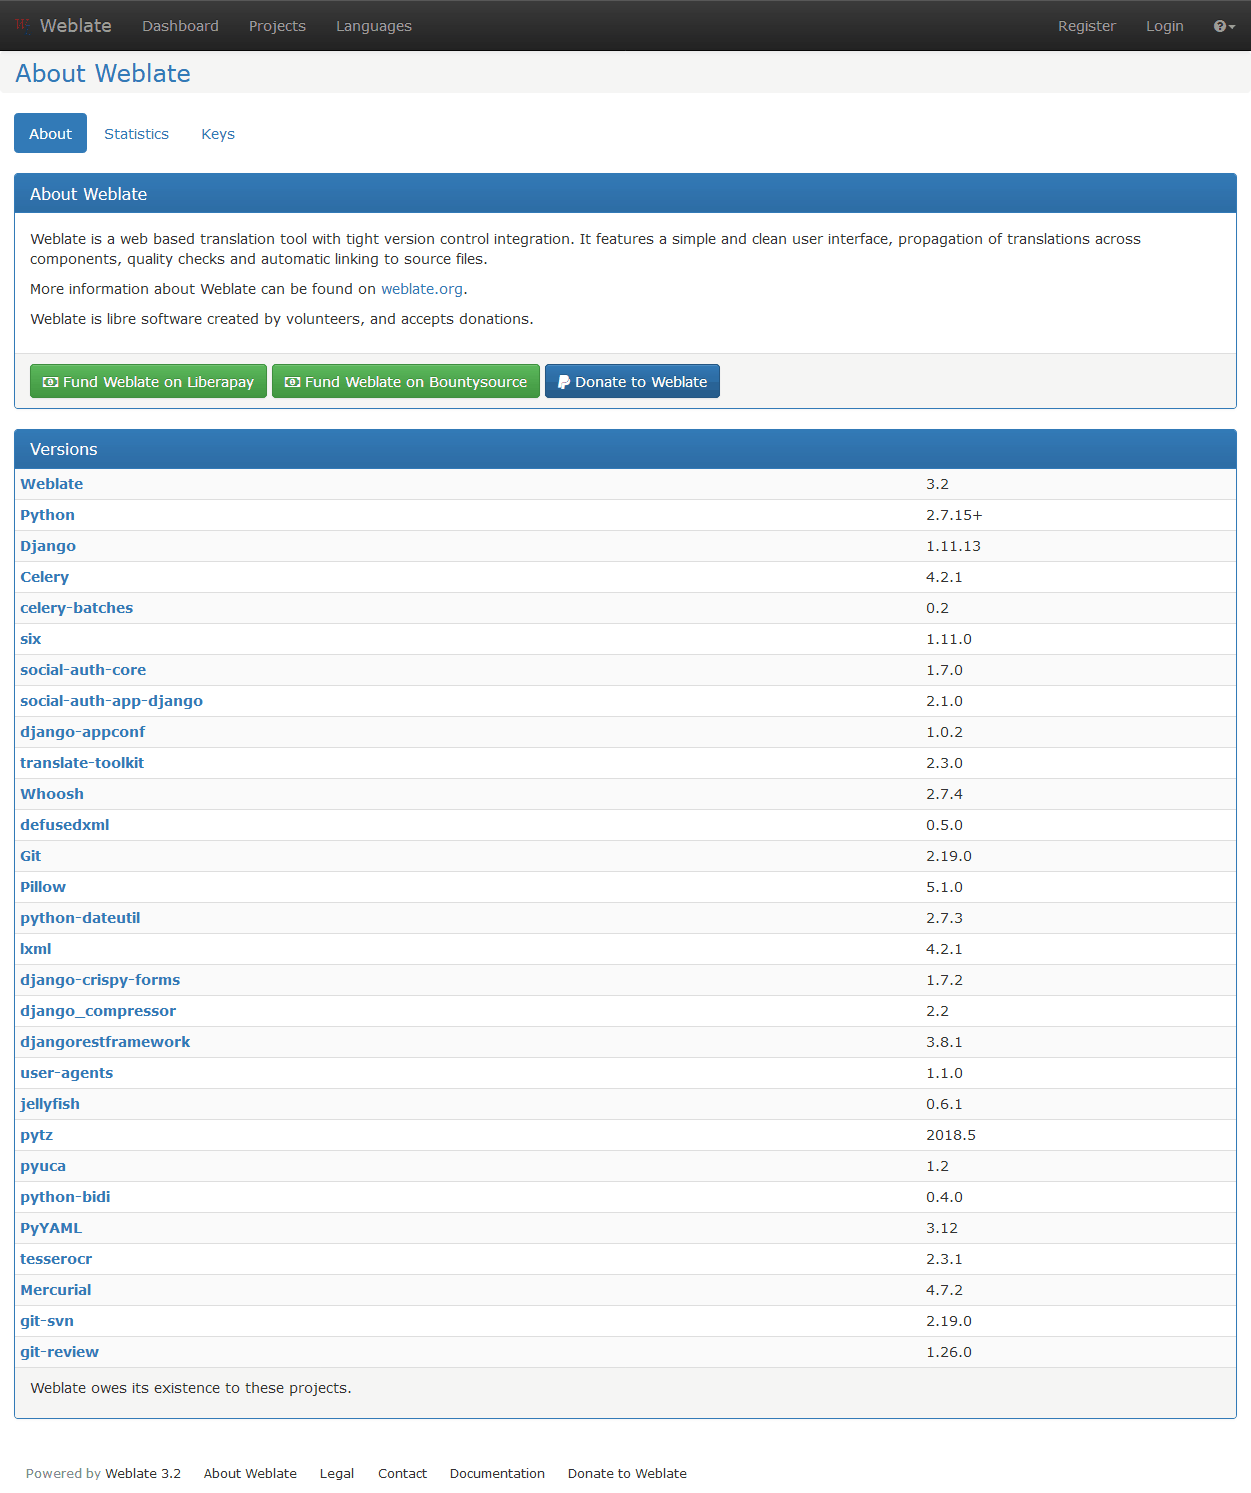 Weblate Dashboard Projects Languages Register Login
About Weblate
About Statistics Keys
About Weblate
Weblate is a web based translation tool with tight version control integration. It features a simple and clean user interface, propagation of translations across
components, quality checks and automatic linking to source files.
More information about Weblate can be found on weblate.org.
Weblate is libre software created by volunteers, and accepts donations.
Fund Weblate on Liberapay Fund Weblate on Bountysource Donate to Weblate
Versions
Weblate 3.2
Python 2.7.15+
Django 1.11.13
Celery 4.2.1
celery-batches 0.2
six 1.11.0
social-auth-core 1.7.0
social-auth-app-django 2.1.0
django-appconf 1.0.2
translate-toolkit 2.3.0
Whoosh 2.7.4
defusedxml 0.5.0
Git 2.19.0
Pillow 5.1.0
python-dateutil 2.7.3
lxml 4.2.1
django-crispy-forms 1.7.2
django_compressor 2.2
djangorestframework 3.8.1
user-agents 1.1.0
jellyfish 0.6.1
pytz 2018.5
pyuca 1.2
python-bidi 0.4.0
PyYAML 3.12
tesserocr 2.3.1
Mercurial 4.7.2
git-svn 2.19.0
git-review 1.26.0
Weblate owes its existence to these projects.
Powered by Weblate 3.2 About Weblate Legal Contact Documentation Donate to Weblate